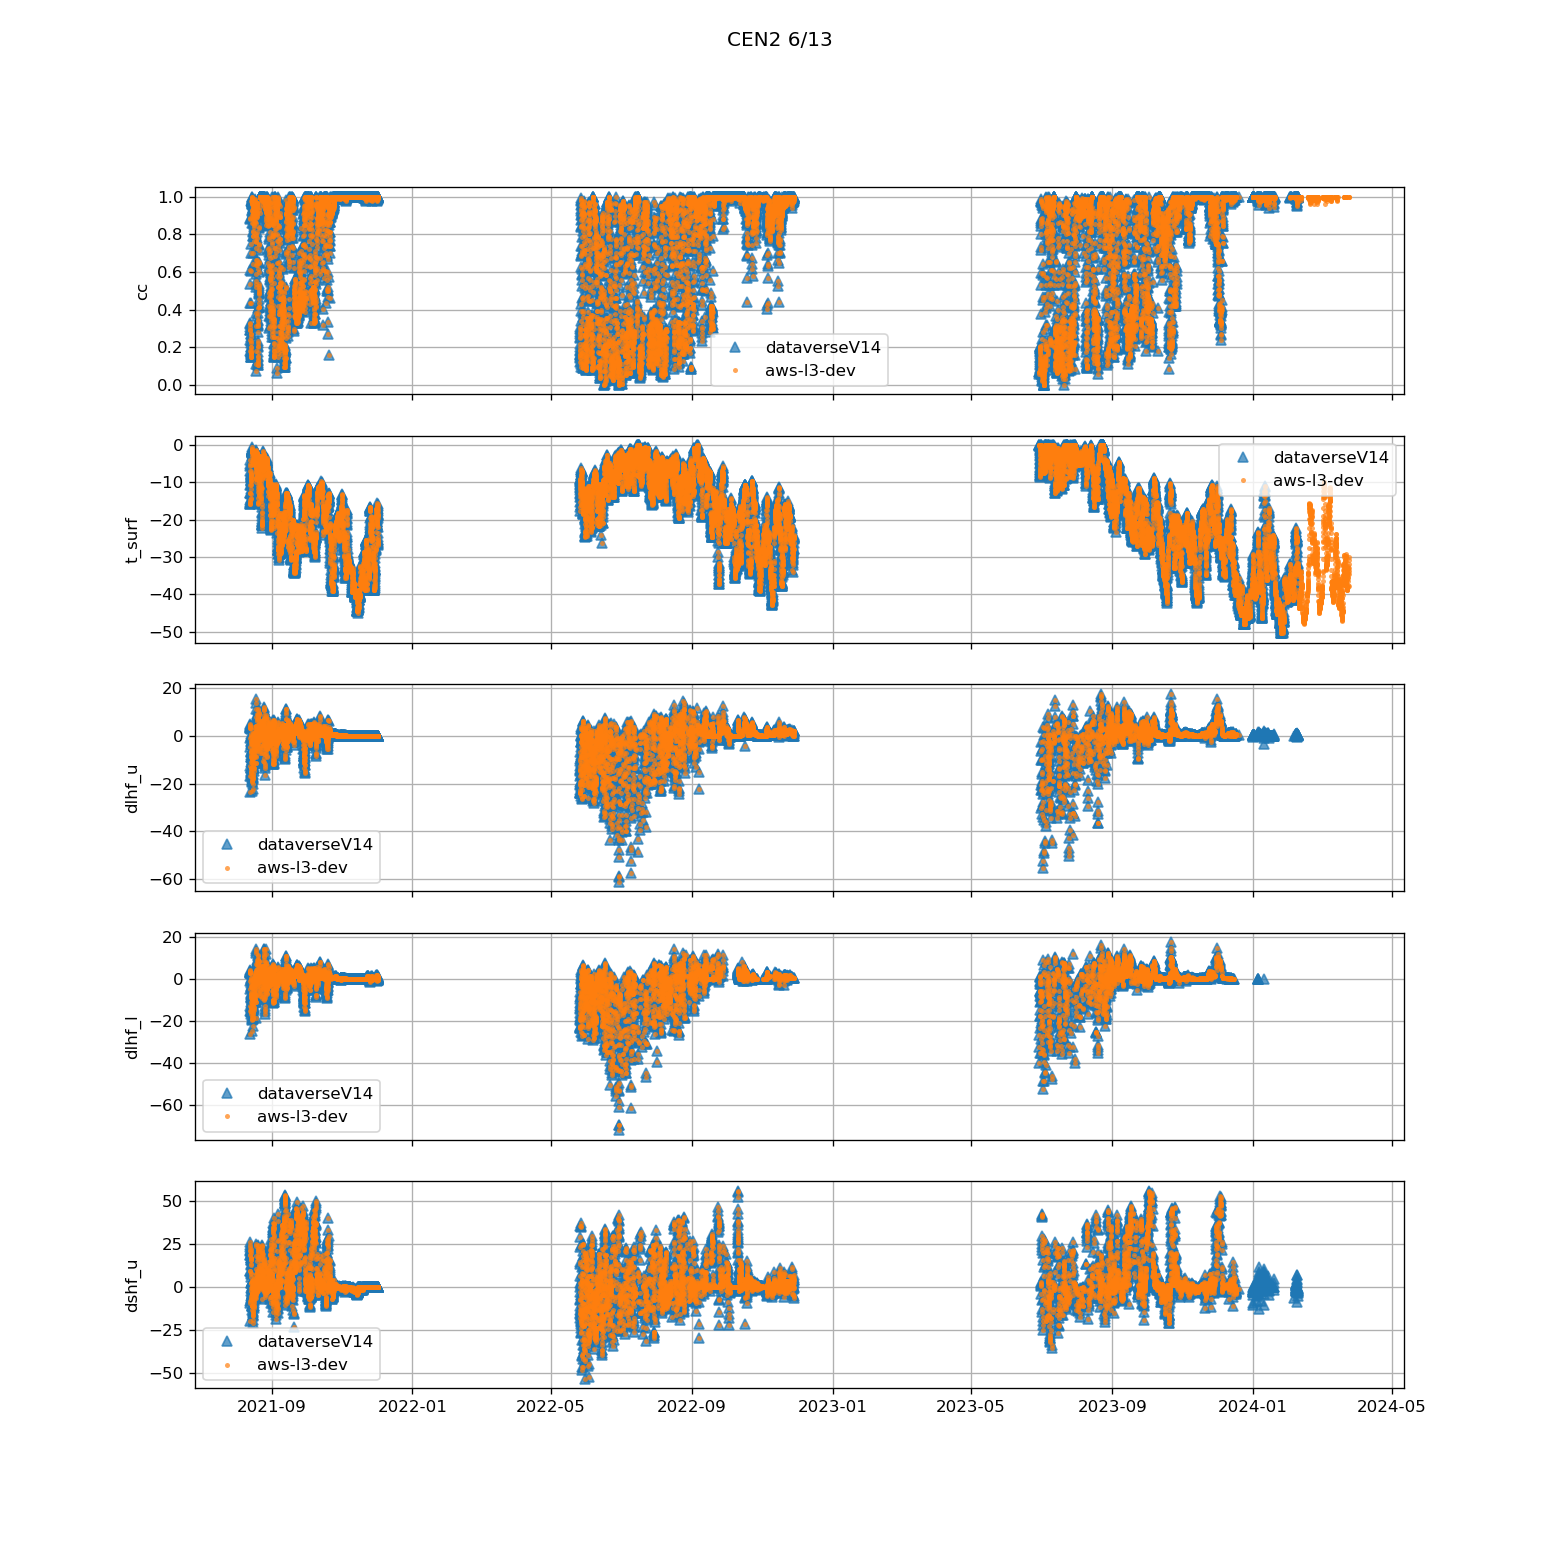 CEN2 6/13
1.0
0.8
0.6
0.4
0.2
0.0
cc
dataverseV14
aws-l3-dev
0
−10
−20
−30
−40
−50
t_surf
dataverseV14
aws-l3-dev
20
0
−20
−40
−60
dlhf_u
dataverseV14
aws-l3-dev
20
0
−20
−40
−60
dlhf_l
dataverseV14
aws-l3-dev
50
25
0
−25
−50
dshf_u
dataverseV14
aws-l3-dev
2021-09
2022-01
2022-05
2022-09
2023-01
2023-05
2023-09
2024-01
2024-05